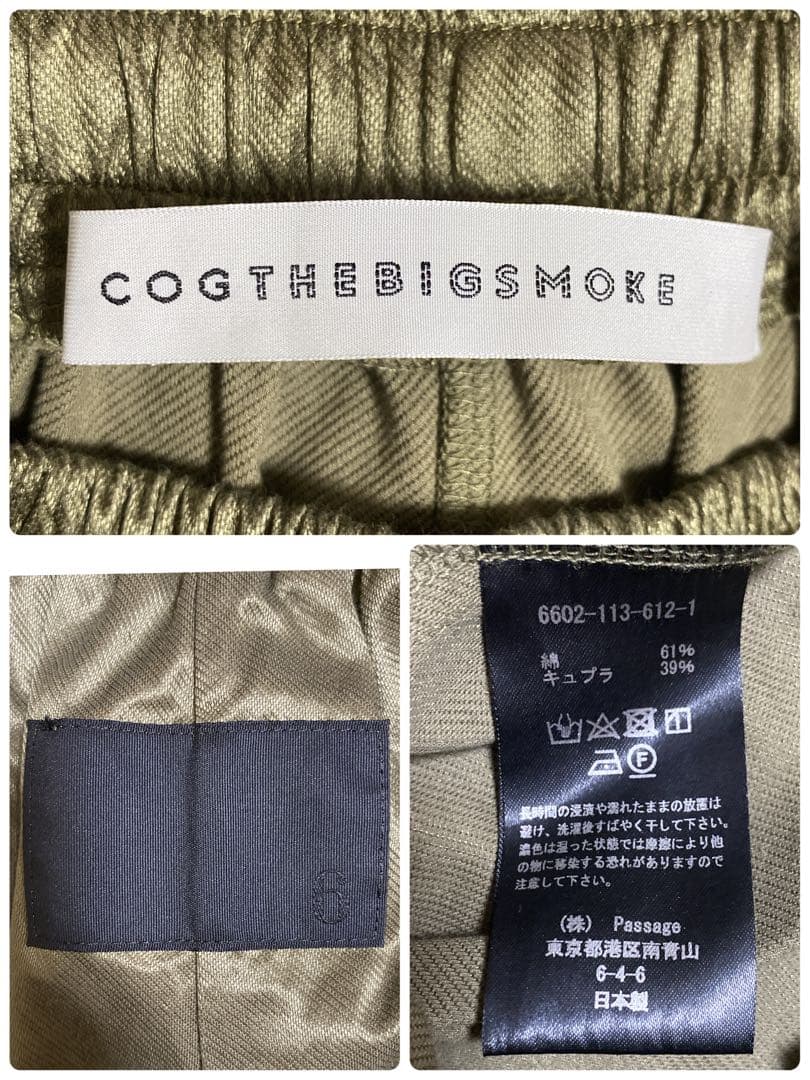 COGTHEBIGSMOKE
6
6602-113-612-1
綿 61%
キュプラ 39%
F
長時間の浸漬や濡れたままの放置は
避け、洗濯後すばやく干して下さい。
濃色は湿った状態では摩擦により他
の物に移染する恐れがありますので
注意して下さい。
(株) Passage
東京都港区南青山
6-4-6
日本製